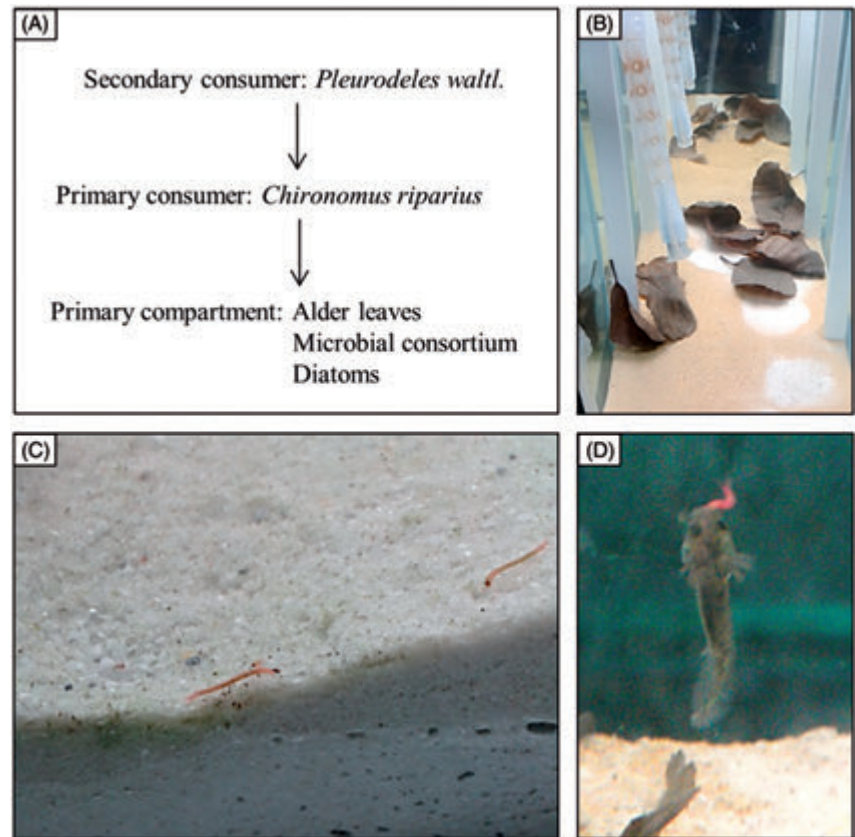 (A)
Secondary consumer: Pleurodeles waltl.
Primary consumer: Chironomus riparius
Primary compartment: Alder leaves
Microbial consortium
Diatoms
(B)
(C)
(D)